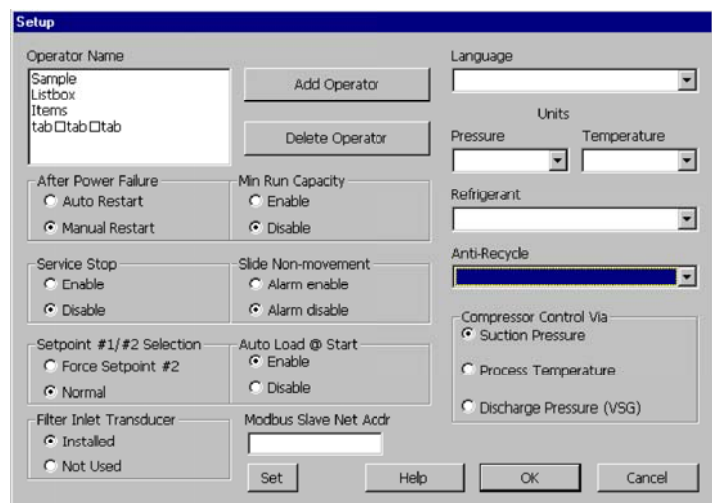 Setup
Operator Name
Sample
Listbox
Items
tab□tab□tab
Add Operator
Delete Operator
Language
Units
Pressure Temperature
Refrigerant
Anti-Recycle
After Power Failure
Auto Restart
Manual Restart
Min Run Capacity
Enable
Disable
Service Stop
Enable
Disable
Slide Non-movement
Alarm enable
Alarm disable
Setpoint #1/#2 Selection
Force Setpoint #2
Normal
Auto Load @ Start
Enable
Disable
Compressor Control Via
Suction Pressure
Process Temperature
Discharge Pressure (VSG)
Filter Inlet Transducer
Installed
Not Used
Modbus Slave Net Acdr
Set Help OK Cancel